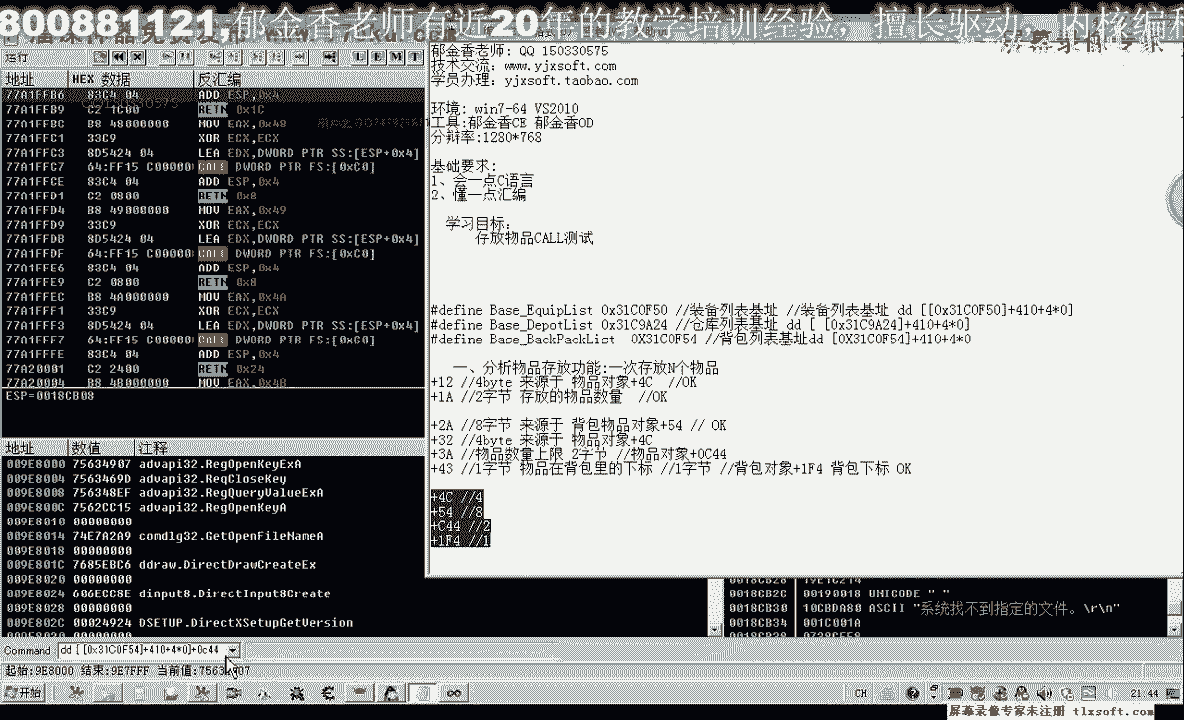 800881121,郁金香老师在近20年的教学培训经验，擅长驱动。内核编程
运行
L E M T
地址 HEX 数据 反汇编
77A1FFB6 83C4 04 ADD ESP,0x4
77A1FFB9 C2 1C00 RETN 0x1C
77A1FFBC B8 48000000 MOV EAX,0x48
77A1FFC1 33C9 XOR ECX,ECX
77A1FFC3 8D5424 04 LEA EDX,DWORD PTR SS:[ESP+0x4]
77A1FFC7 64:FF15 C00000 CALL DWORD PTR FS:[0xC0]
77A1FFCE 83C4 04 ADD ESP,0x4
77A1FFD1 C2 0800 RETN 0x8
77A1FFD4 B8 49000000 MOV EAX,0x49
77A1FFD9 33C9 XOR ECX,ECX
77A1FFDB 8D5424 04 LEA EDX,DWORD PTR SS:[ESP+0x4]
77A1FFDF 64:FF15 C00000 CALL DWORD PTR FS:[0xC0]
77A1FFE6 83C4 04 ADD ESP,0x4
77A1FFE9 C2 0800 RETN 0x8
77A1FFEC B8 4A000000 MOV EAX,0x4A
77A1FFF1 33C9 XOR ECX,ECX
77A1FFF3 8D5424 04 LEA EDX,DWORD PTR SS:[ESP+0x4]
77A1FFF7 64:FF15 C00000 CALL DWORD PTR FS:[0xC0]
77A1FFFE 83C4 04 ADD ESP,0x4
77A20001 C2 2400 RETN 0x24
77A20004 B8 4B000000 MOV EAX,0x4B
ESP=0018CB08
郁金香老师: QQ 150330575
技术交流: www.yjxsoft.com
学员办理: yjxsoft.taobao.com
环境: win7-64 VS2010
工具:郁金香CE 郁金香OD
分辩率:1280*768
基础要求:
1、会一点C语言
2、懂一点汇编
学习目标:
存放物品CALL测试
#define Base_EquipList 0x31C0F50 //装备列表基址 //装备列表基址 dd [[0x31C0F50]+410+4*0]
#define Base_DepotList 0x31C9A24 //仓库列表基址 dd [ [0x31C9A24]+410+4*0]
#define Base_BackPackList 0X31C0F54 //背包列表基址dd [0X31C0F54]+410+4*0
一、分析物品存放功能:一次存放N个物品
+12 //4byte 来源于 物品对象+4C //OK
+1A //2字节 存放的物品数量 //OK
+2A //8字节 来源于 背包物品对象+54 // OK
+32 //4byte 来源于 物品对象+4C
+3A //物品数量上限 2字节 //物品对象+0C44
+43 //1字节 物品在背包里的下标 //1字节 //背包对象+1F4 背包下标 OK
+4C //4
+54 //8
+C44 //2
+1F4 //1
地址 数值 注释
009E8000 75634907 advapi32.RegOpenKeyExA
009E8004 7563469D advapi32.RegCloseKey
009E8008 756348EF advapi32.RegQueryValueExA
009E800C 7562CC15 advapi32.RegOpenKeyA
009E8010 00000000
009E8014 74E7A2A9 comdlg32.GetOpenFileNameA
009E8018 00000000
009E801C 7685EBC6 ddraw.DirectDrawCreateEx
009E8020 00000000
009E8024 606ECC8E dinput8.DirectInput8Create
009E8028 00000000
009E802C 00024924 DSETUP.DirectXSetupGetVersion
0018CB2C 00190018 UNICODE " "
0018CB30 10CBDA80 ASCII "系统找不到指定的文件。\r\n"
0018CB34 001C001A
Command dd [ [0x31C0F54]+410+4*0]+0c44
起始:9E8000 结束:9E7FFF 当前值:75634907
开始
CH
21 44
屏幕录像专家未注册 tlxsoft.com